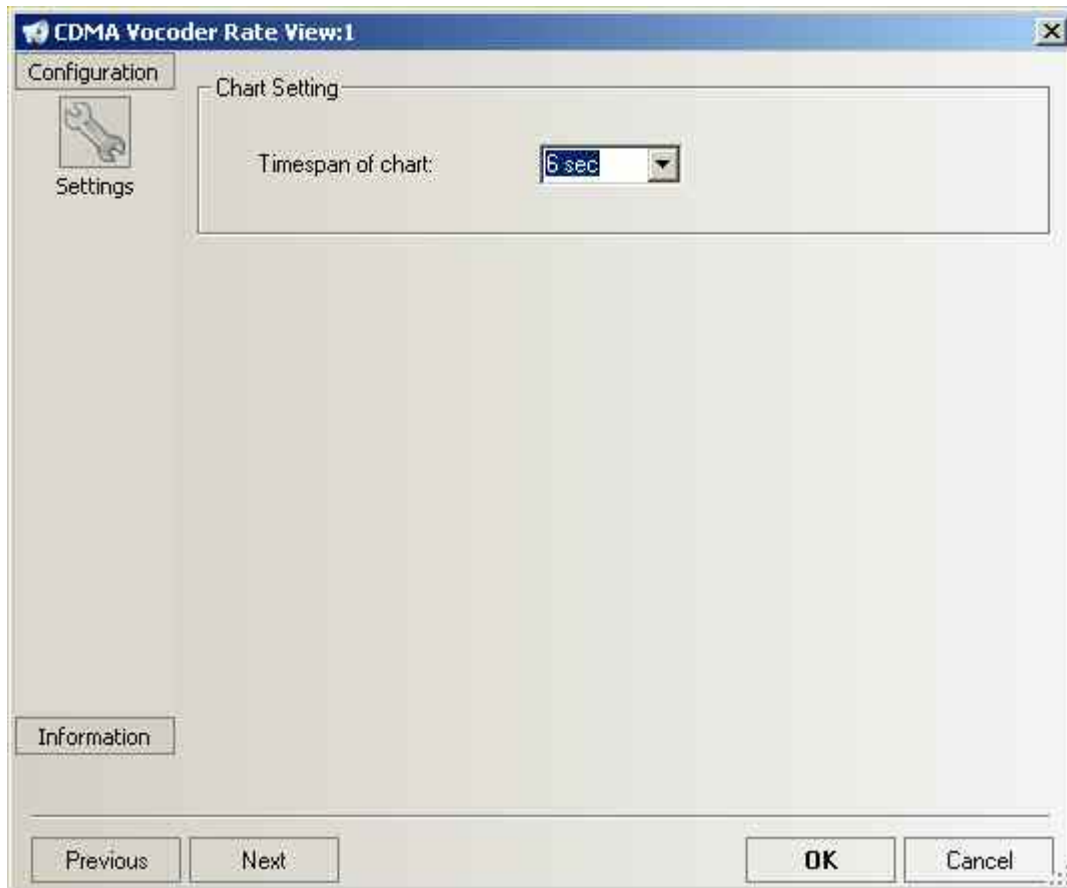 CDMA Vocoder Rate View:1
Configuration
Settings
Chart Setting
Timespan of chart: 6 sec
Information
Previous Next OK Cancel